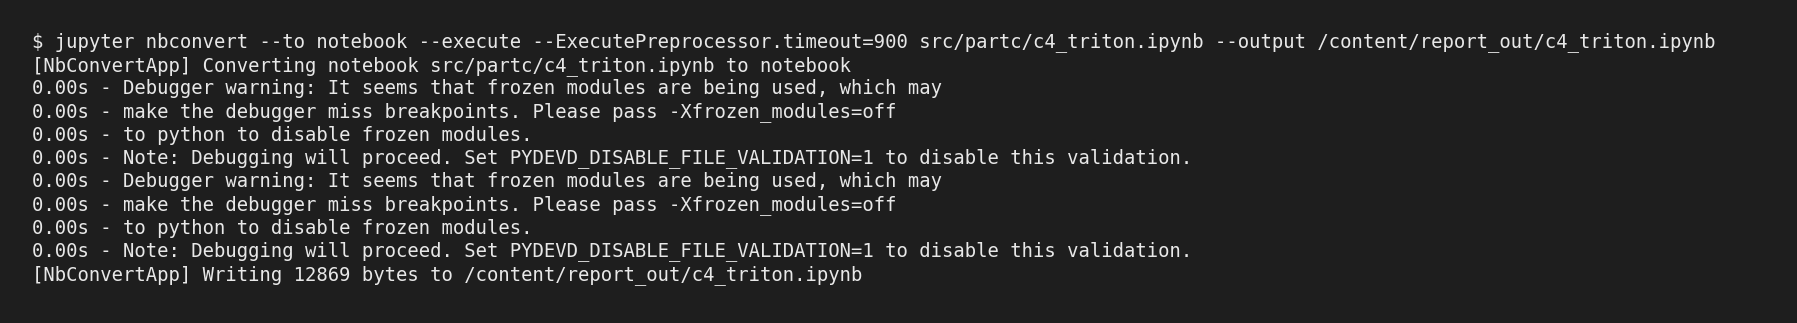 $ jupyter nbconvert --to notebook --execute --ExecutePreprocessor.timeout=900 src/partc/c4_triton.ipynb --output /content/report_out/c4_triton.ipynb
[NbConvertApp] Converting notebook src/partc/c4_triton.ipynb to notebook
0.00s - Debugger warning: It seems that frozen modules are being used, which may
0.00s - make the debugger miss breakpoints. Please pass -Xfrozen_modules=off
0.00s - to python to disable frozen modules.
0.00s - Note: Debugging will proceed. Set PYDEVD_DISABLE_FILE_VALIDATION=1 to disable this validation.
0.00s - Debugger warning: It seems that frozen modules are being used, which may
0.00s - make the debugger miss breakpoints. Please pass -Xfrozen_modules=off
0.00s - to python to disable frozen modules.
0.00s - Note: Debugging will proceed. Set PYDEVD_DISABLE_FILE_VALIDATION=1 to disable this validation.
[NbConvertApp] Writing 12869 bytes to /content/report_out/c4_triton.ipynb